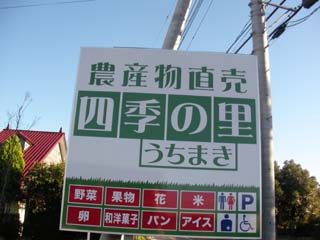 農産物直売
四季の里
うちまき
野菜 果物 花 米 P
卵 和洋菓子 パン アイス